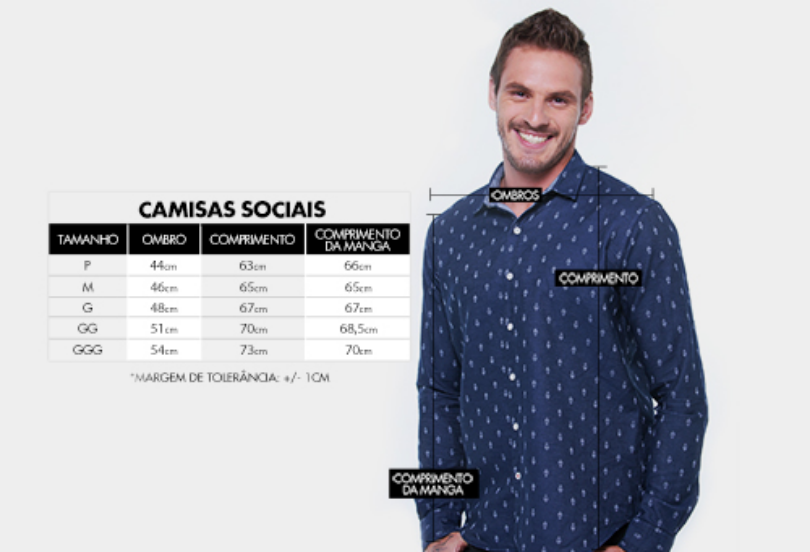 CAMISAS SOCIAIS
TAMANHO OMBRO COMPRIMENTO COMPRIMENTO DA MANGA
P 44cm 63cm 66cm
M 46cm 65cm 65cm
G 48cm 67cm 67cm
GG 51cm 70cm 68,5cm
GGG 54cm 73cm 70cm
*MARGEM DE TOLERÂNCIA: +/- 1CM
OMBROS
COMPRIMENTO
COMPRIMENTO
DA MANGA